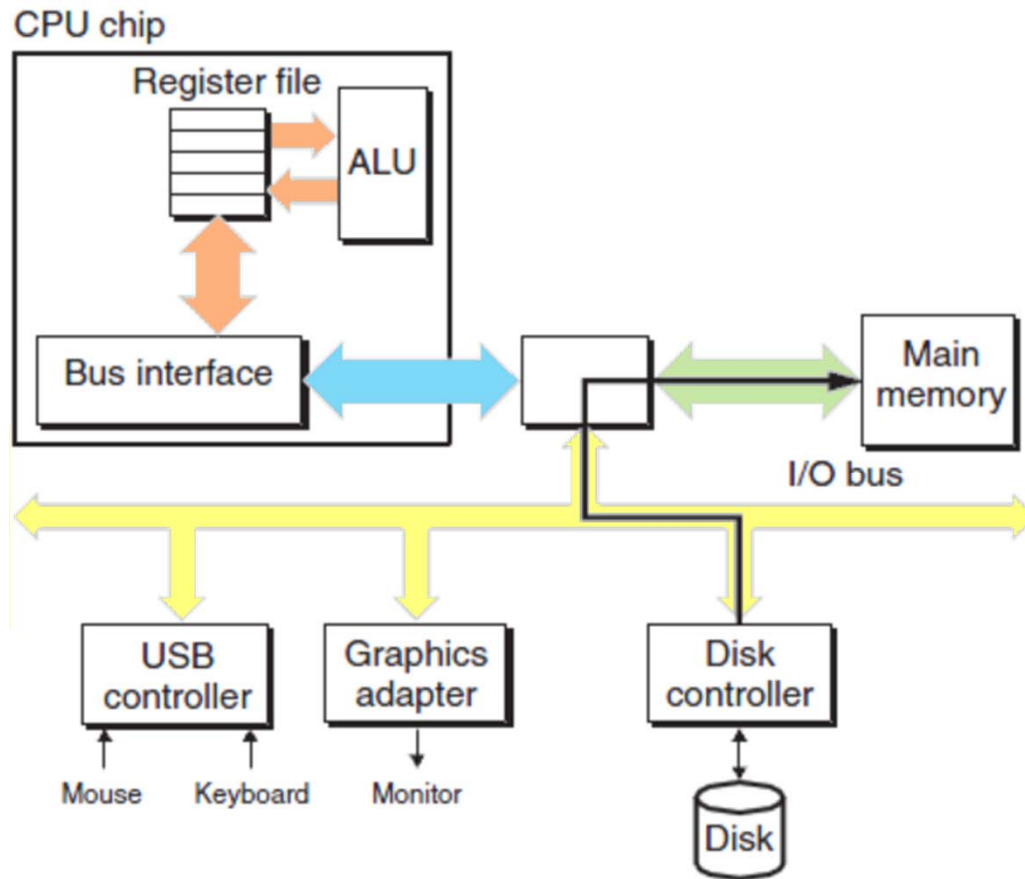 CPU chip
Register file
ALU
Bus interface
Main
memory
I/O bus
USB
controller
Graphics
adapter
Disk
controller
Mouse
Keyboard
Monitor
Disk